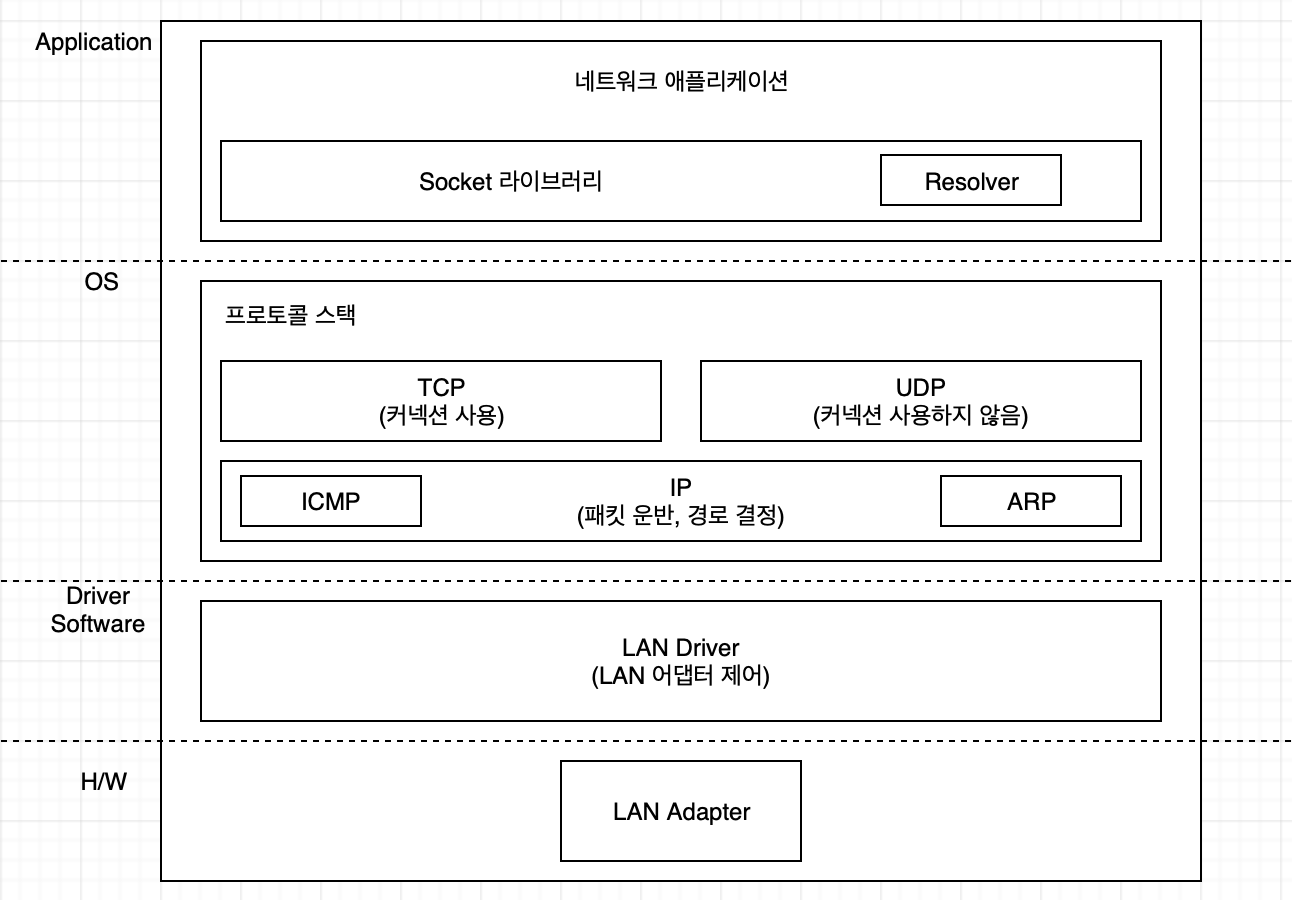 Application
네트워크 애플리케이션
Socket 라이브러리
Resolver
OS
프로토콜 스택
TCP
(커넥션 사용)
UDP
(커넥션 사용하지 않음)
ICMP
IP
(패킷 운반, 경로 결정)
ARP
Driver
Software
LAN Driver
(LAN 어댑터 제어)
H/W
LAN Adapter